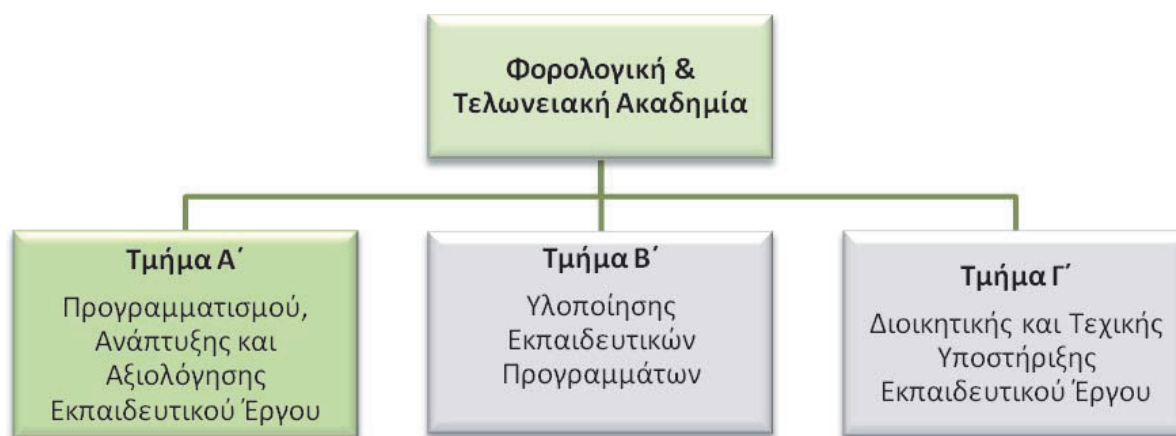 Φορολογική &
Τελωνειακή Ακαδημία
Τμήμα Α΄
Προγραμματισμού,
Ανάπτυξης και
Αξιολόγησης
Εκπαιδευτικού Έργου
Τμήμα Β΄
Υλοποίησης
Εκπαιδευτικών
Προγραμμάτων
Τμήμα Γ΄
Διοικητικής και Τεχικής
Υποστήριξης
Εκπαιδευτικού Έργου